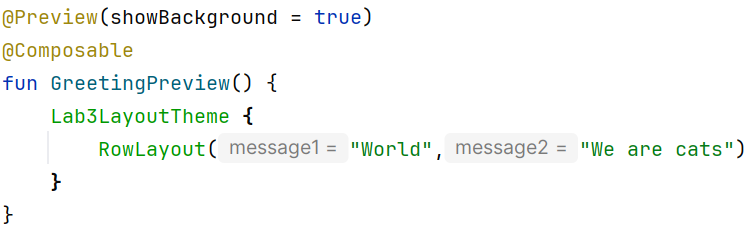 @Preview(showBackground = true)
@Composable
fun GreetingPreview() {
    Lab3LayoutTheme {
        RowLayout( message1 = "World", message2 = "We are cats")
    }
}